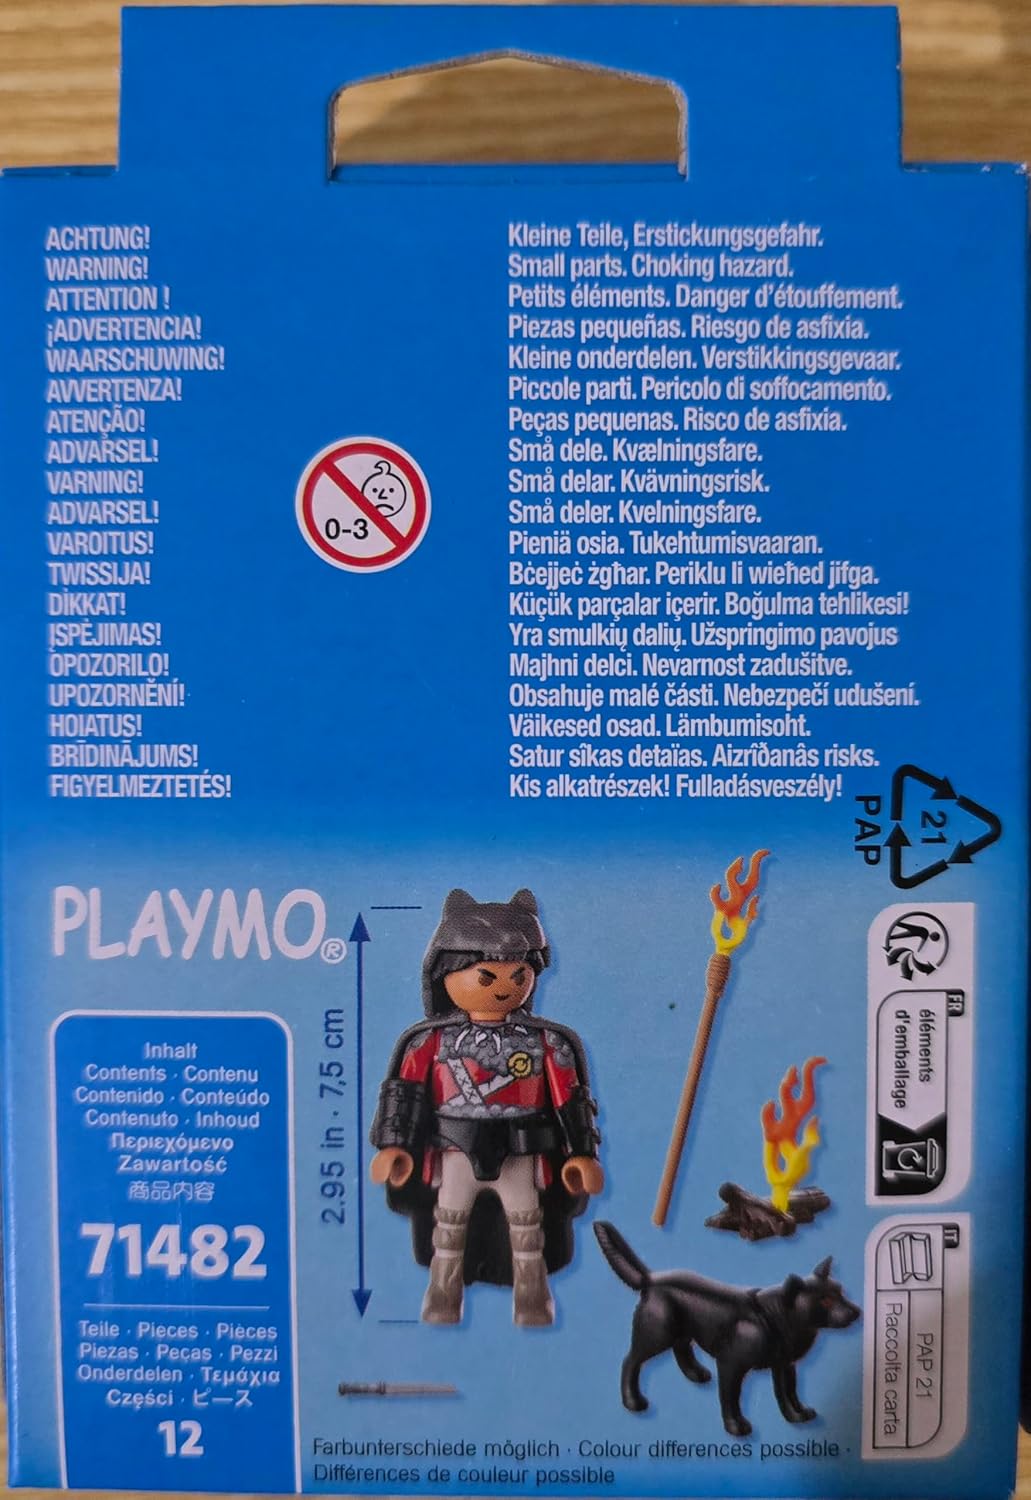 ACHTUNG! Kleine Teile, Erstickungsgefahr.
WARNING! Small parts. Choking hazard.
ATTENTION ! Petits éléments. Danger d'étouffement.
¡ADVERTENCIA! Piezas pequeñas. Riesgo de asfixia.
WAARSCHUWING! Kleine onderdelen. Verstikkingsgevaar.
AVVERTENZA! Piccole parti. Pericolo di soffocamento.
ATENÇÃO! Peças pequenas. Risco de asfixia.
ADVARSEL! Små dele. Kvælningsfare.
VARNING! Små delar. Kvävningsrisk.
ADVARSEL! Små deler. Kvelningsfare.
VAROITUS! Pieniä osia. Tukehtumisvaaran.
TWISSIJA! Bċejjeċ żgħar. Periklu li wieħed jifga.
DİKKAT! Küçük parçalar içerir. Boğulma tehlikesi!
ĮSPĖJIMAS! Yra smulkių dalių. Užspringimo pavojus
OPOZORILO! Majhni delci. Nevarnost zadušitve.
UPOZORNĚNÍ! Obsahuje malé části. Nebezpečí udušení.
HOIATUS! Väikesed osad. Lämbumisoht.
BRĪDINĀJUMS! Satur sîkas detaïas. Aizrîðanâs risks.
FIGYELMEZTETÉS! Kis alkatrészek! Fulladásveszély!
0-3
21
PAP
PLAYMO®
2.95 in · 7,5 cm
Inhalt
Contents · Contenu
Contenido · Conteúdo
Contenuto · Inhoud
Περιεχόμενο
Zawartość
商品内容
71482
Teile · Pieces · Pièces
Piezas · Peças · Pezzi
Onderdelen · Τεμάχια
Części · ピース
12
FR
éléments
d'emballage
IT
PAP 21
Raccolta carta
Farbunterschiede möglich · Colour differences possible ·
Différences de couleur possible